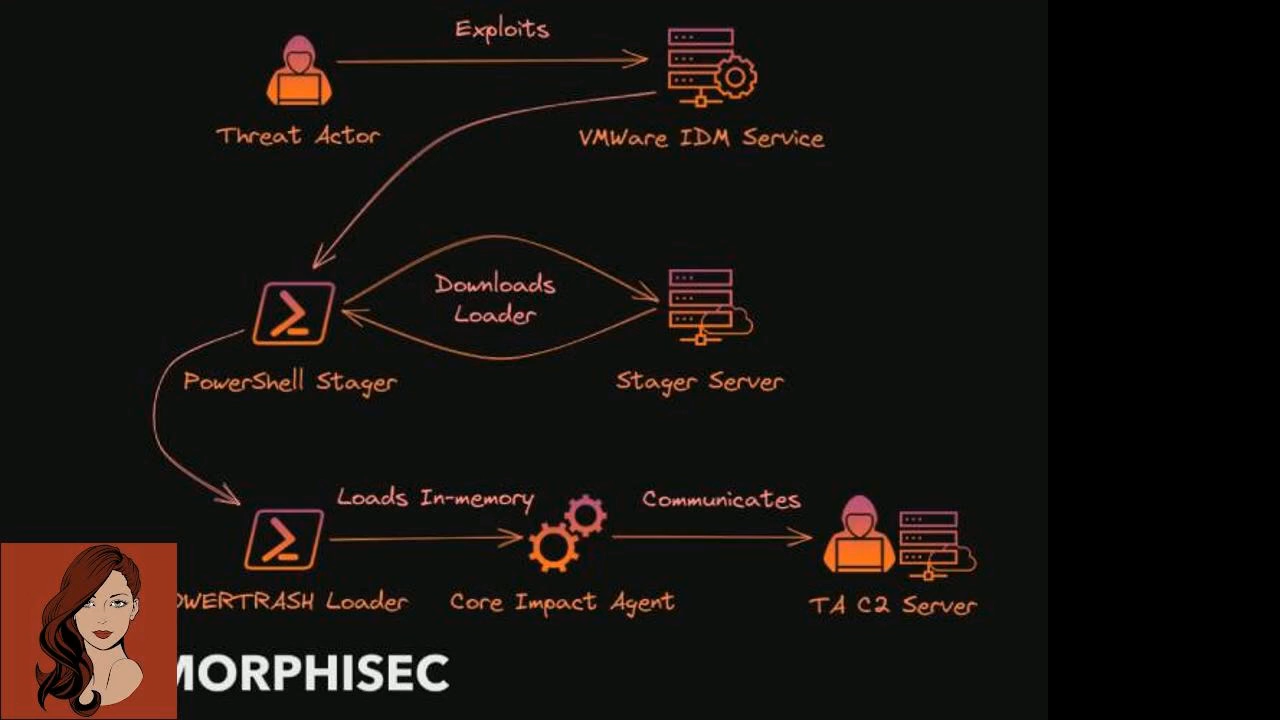 Exploits
Threat Actor
VMWare IDM Service
Downloads
Loader
PowerShell Stager
Stager Server
Loads In-memory
Communicates
OWERTRASH Loader
Core Impact Agent
TA C2 Server
MORPHISEC